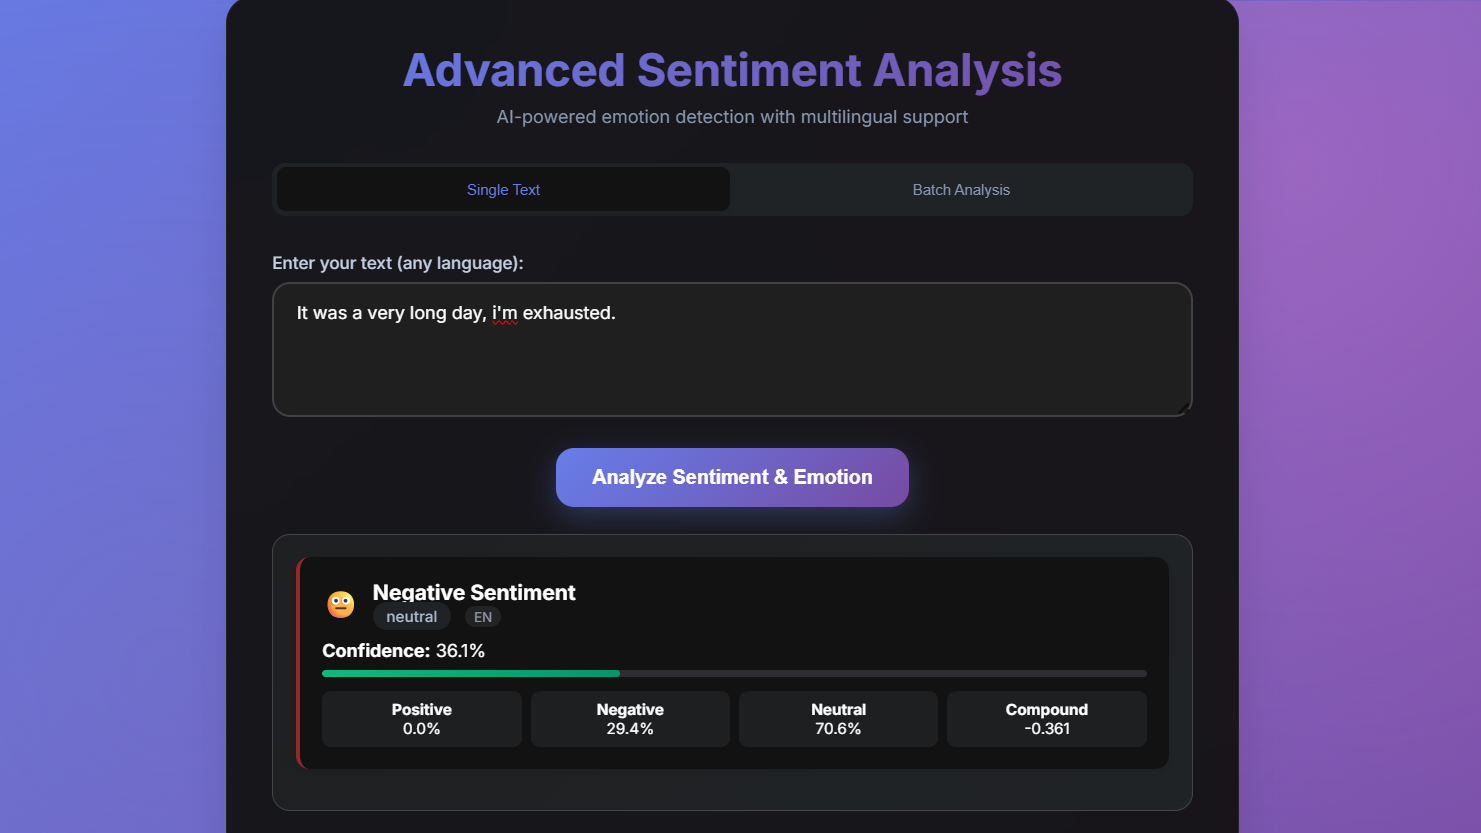 Advanced Sentiment Analysis
AI-powered emotion detection with multilingual support
Single Text
Batch Analysis
Enter your text (any language):
It was a very long day, i'm exhausted.
Analyze Sentiment & Emotion
Negative Sentiment
neutral EN
Confidence: 36.1%
Positive
0.0%
Negative
29.4%
Neutral
70.6%
Compound
-0.361